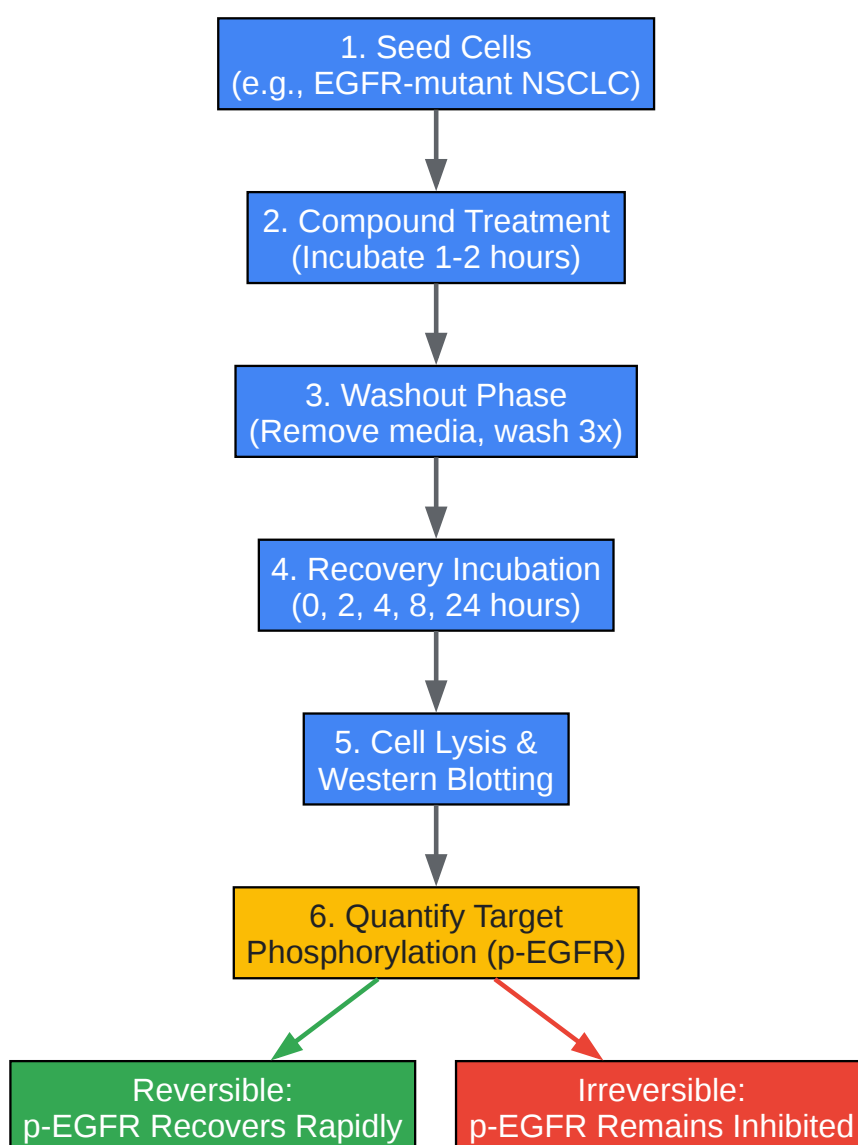 1. Seed Cells
(e.g., EGFR-mutant NSCLC)
2. Compound Treatment
(Incubate 1-2 hours)
3. Washout Phase
(Remove media, wash 3x)
4. Recovery Incubation
(0, 2, 4, 8, 24 hours)
5. Cell Lysis &
Western Blotting
6. Quantify Target
Phosphorylation (p-EGFR)
Reversible:
p-EGFR Recovers Rapidly
Irreversible:
p-EGFR Remains Inhibited